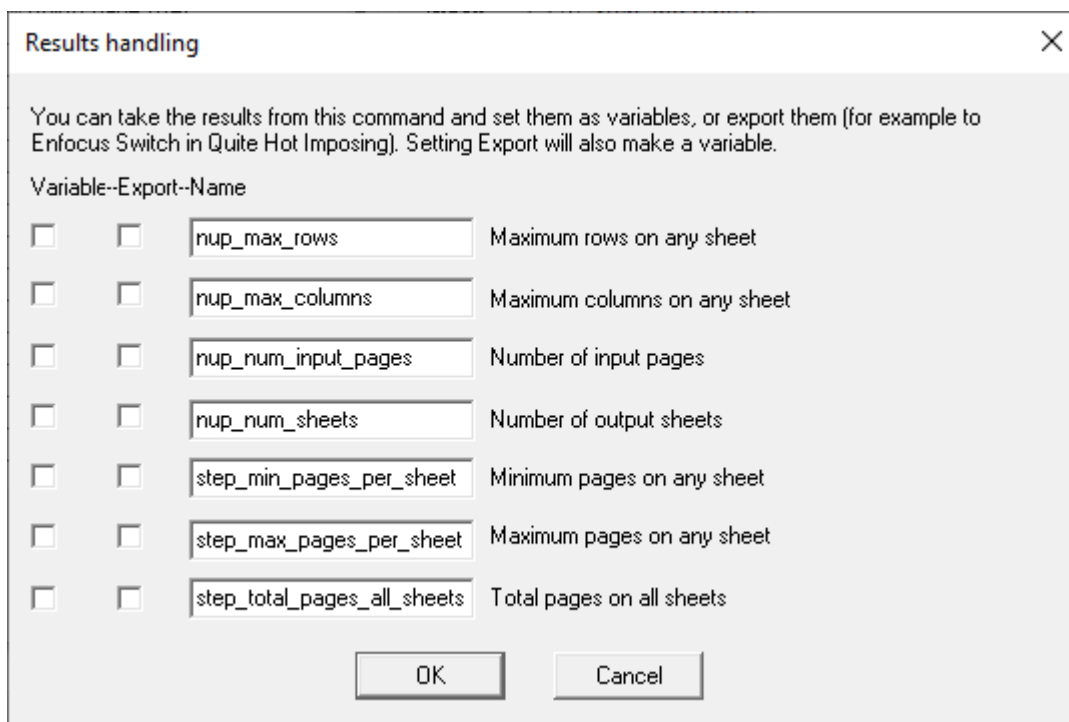 Results handling
You can take the results from this command and set them as variables, or export them (for example to
Enfocus Switch in Quite Hot Imposing). Setting Export will also make a variable.
Variable--Export--Name
nup_max_rows Maximum rows on any sheet
nup_max_columns Maximum columns on any sheet
nup_num_input_pages Number of input pages
nup_num_sheets Number of output sheets
step_min_pages_per_sheet Minimum pages on any sheet
step_max_pages_per_sheet Maximum pages on any sheet
step_total_pages_all_sheets Total pages on all sheets
OK Cancel